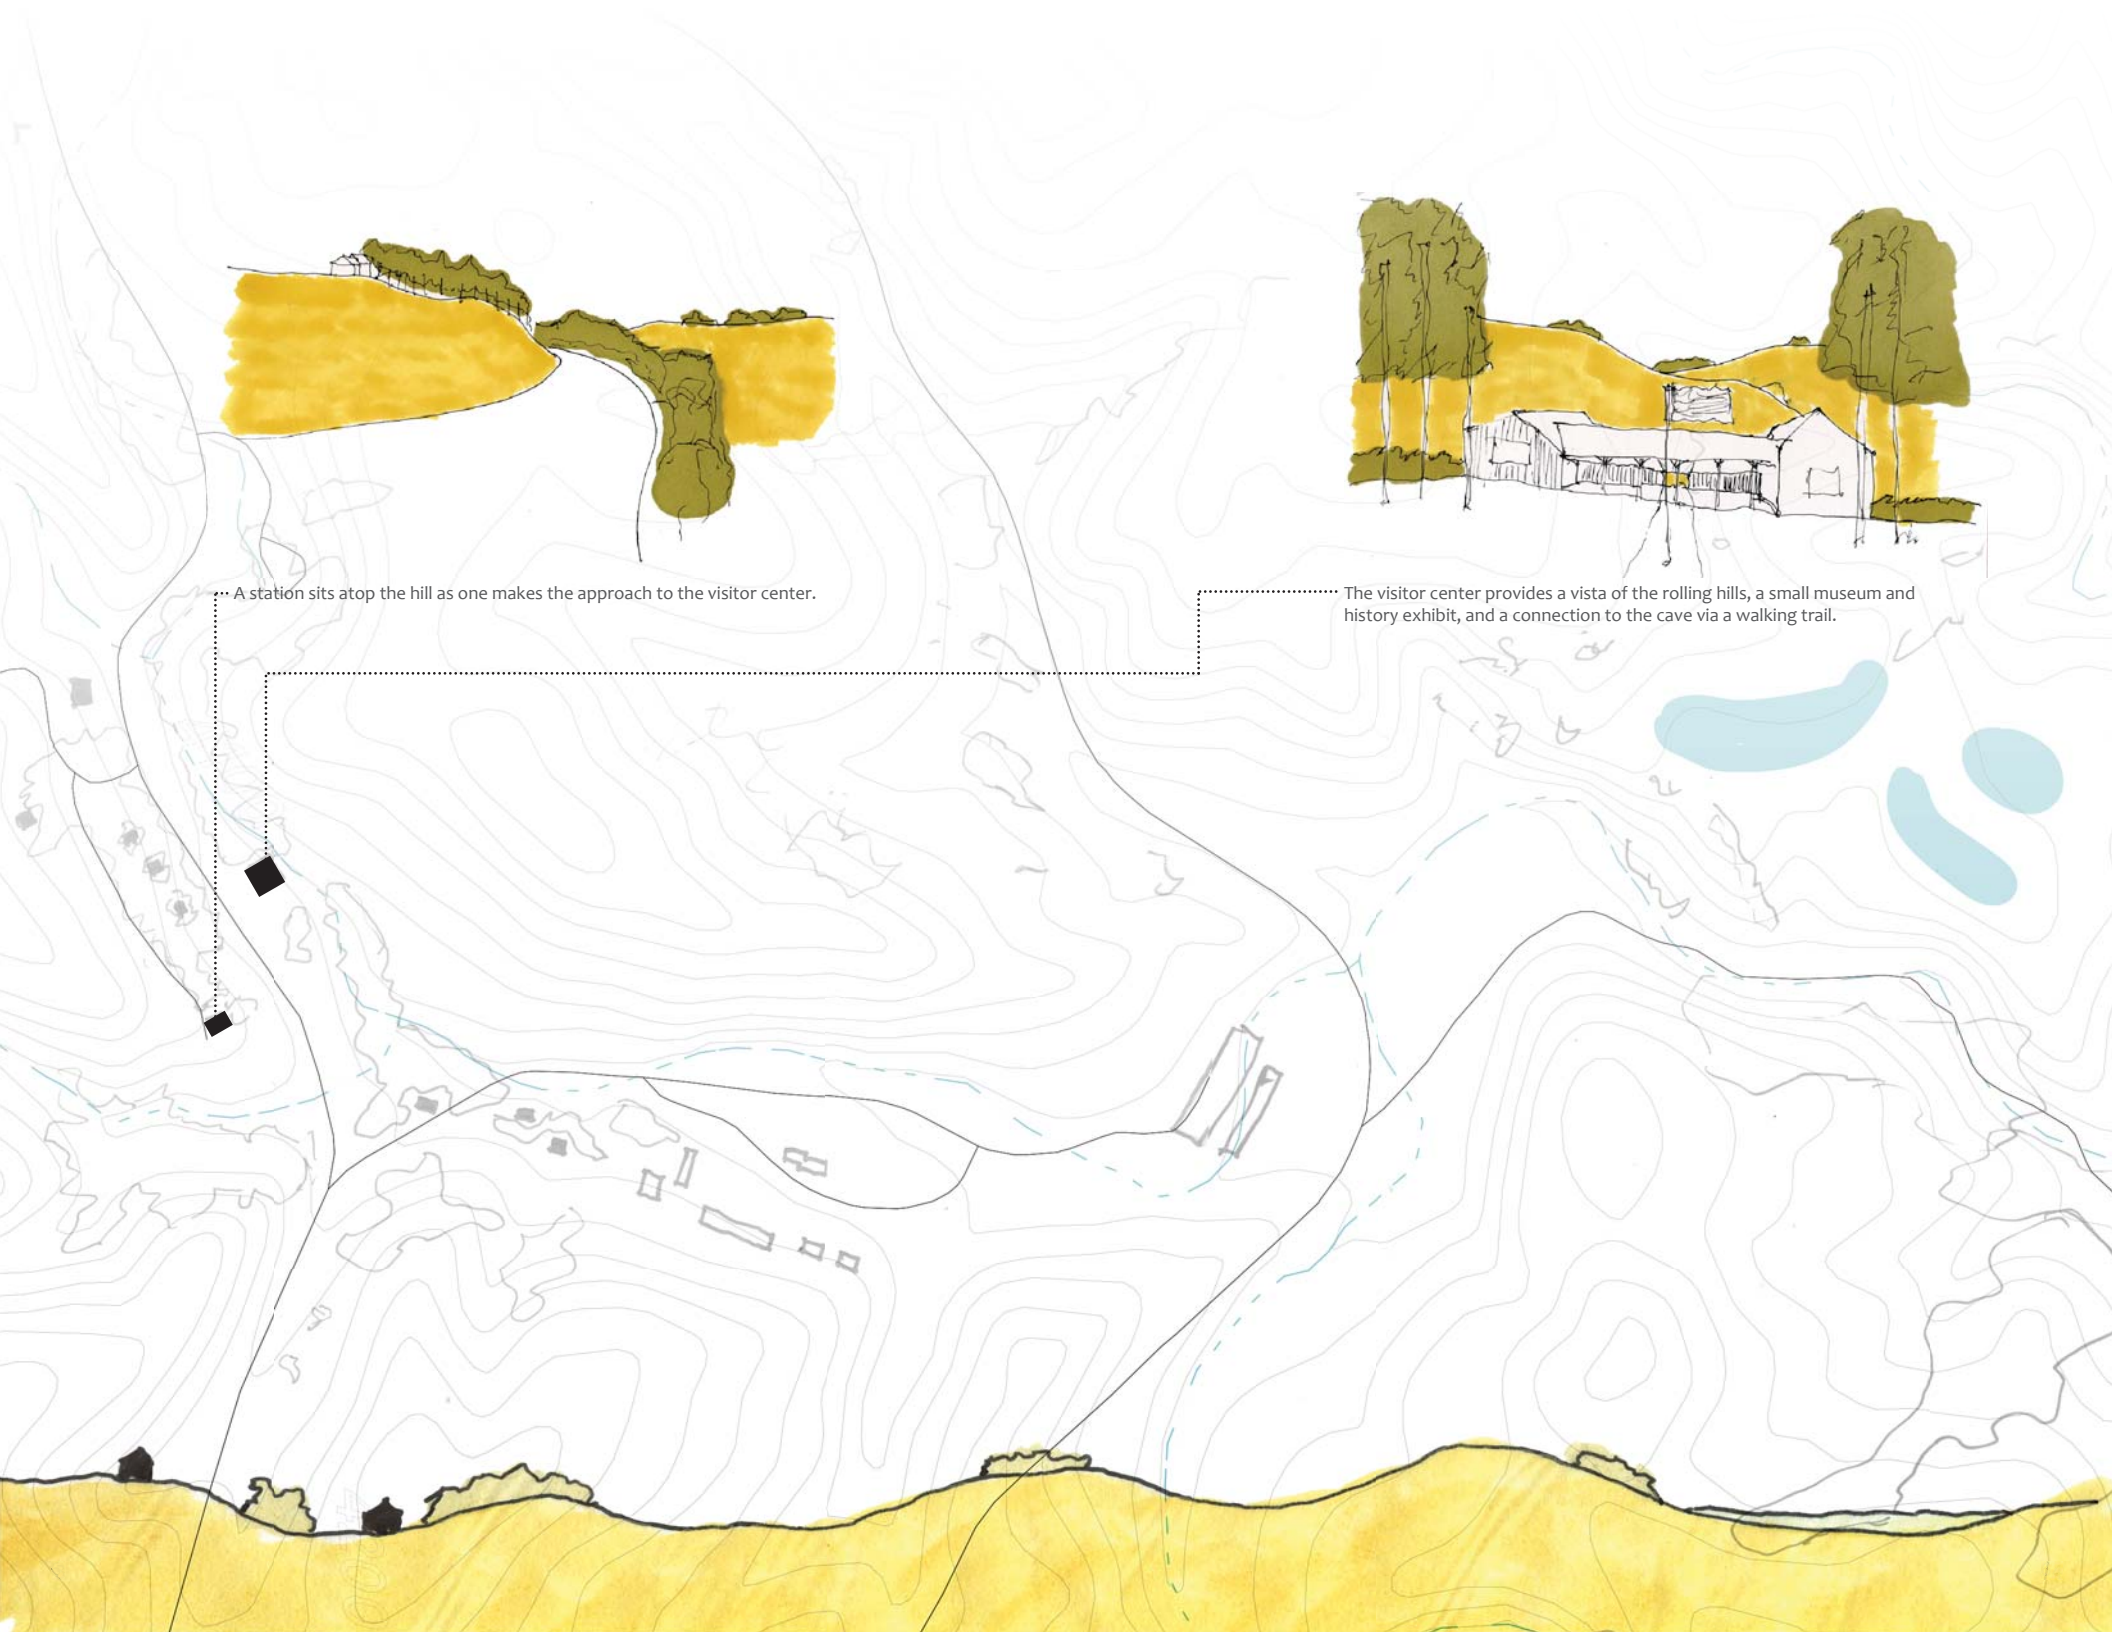 A station sits atop the hill as one makes the approach to the visitor center.
The visitor center provides a vista of the rolling hills, a small museum and
history exhibit, and a connection to the cave via a walking trail.